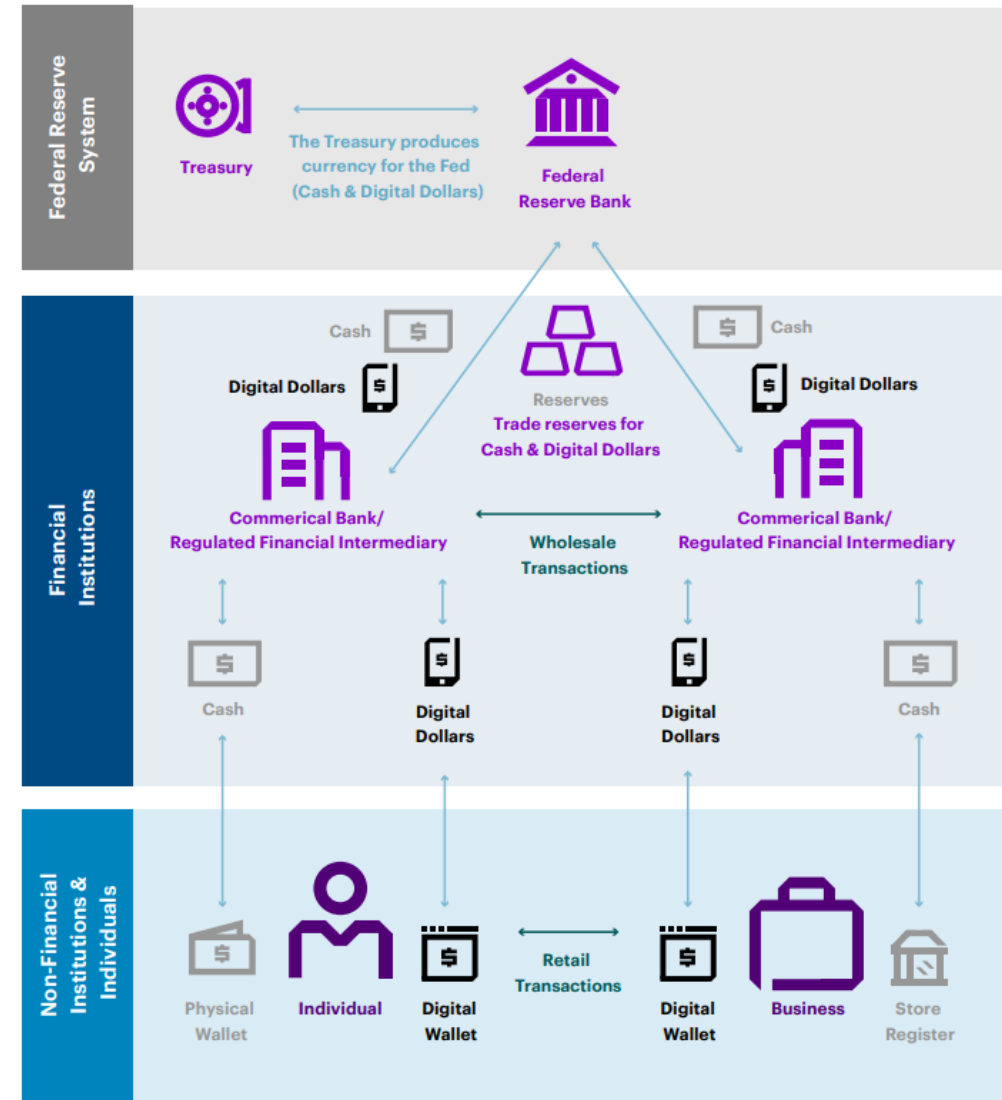 Federal Reserve
System
Treasury
The Treasury produces
currency for the Fed
(Cash & Digital Dollars)
Federal
Reserve Bank
Financial
Institutions
Cash
$
Digital Dollars
$
Reserves
Trade reserves for
Cash & Digital Dollars
$
Cash
$
Digital Dollars
Commerical Bank/
Regulated Financial Intermediary
Wholesale
Transactions
Commerical Bank/
Regulated Financial Intermediary
$
Cash
$
Digital
Dollars
$
Digital
Dollars
$
Cash
Non-Financial
Institutions &
Individuals
$
Physical
Wallet
Individual
$
Digital
Wallet
Retail
Transactions
$
Digital
Wallet
Business
Store
Register